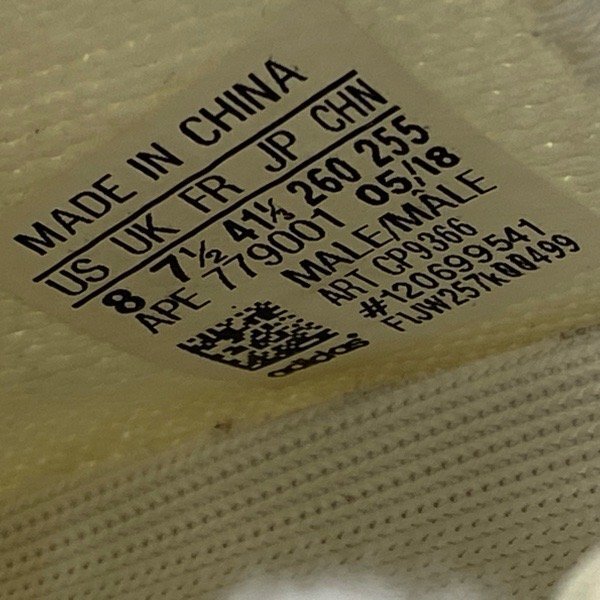 MADE IN CHINA
US UK FR JP CHN
8 7½ 41⅓ 260 255
APE 779001 05/18
MALE/MÂLE
ART CP9366
#120699541
adidas